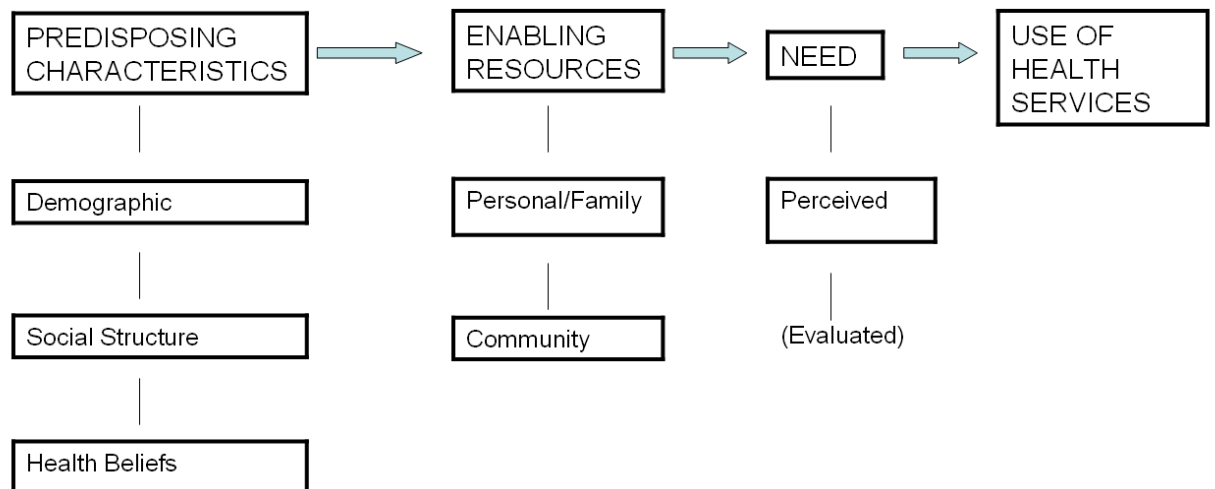 PREDISPOSING
CHARACTERISTICS
ENABLING
RESOURCES
NEED
USE OF
HEALTH
SERVICES
Demographic
Personal/Family
Perceived
Social Structure
Community
(Evaluated)
Health Beliefs